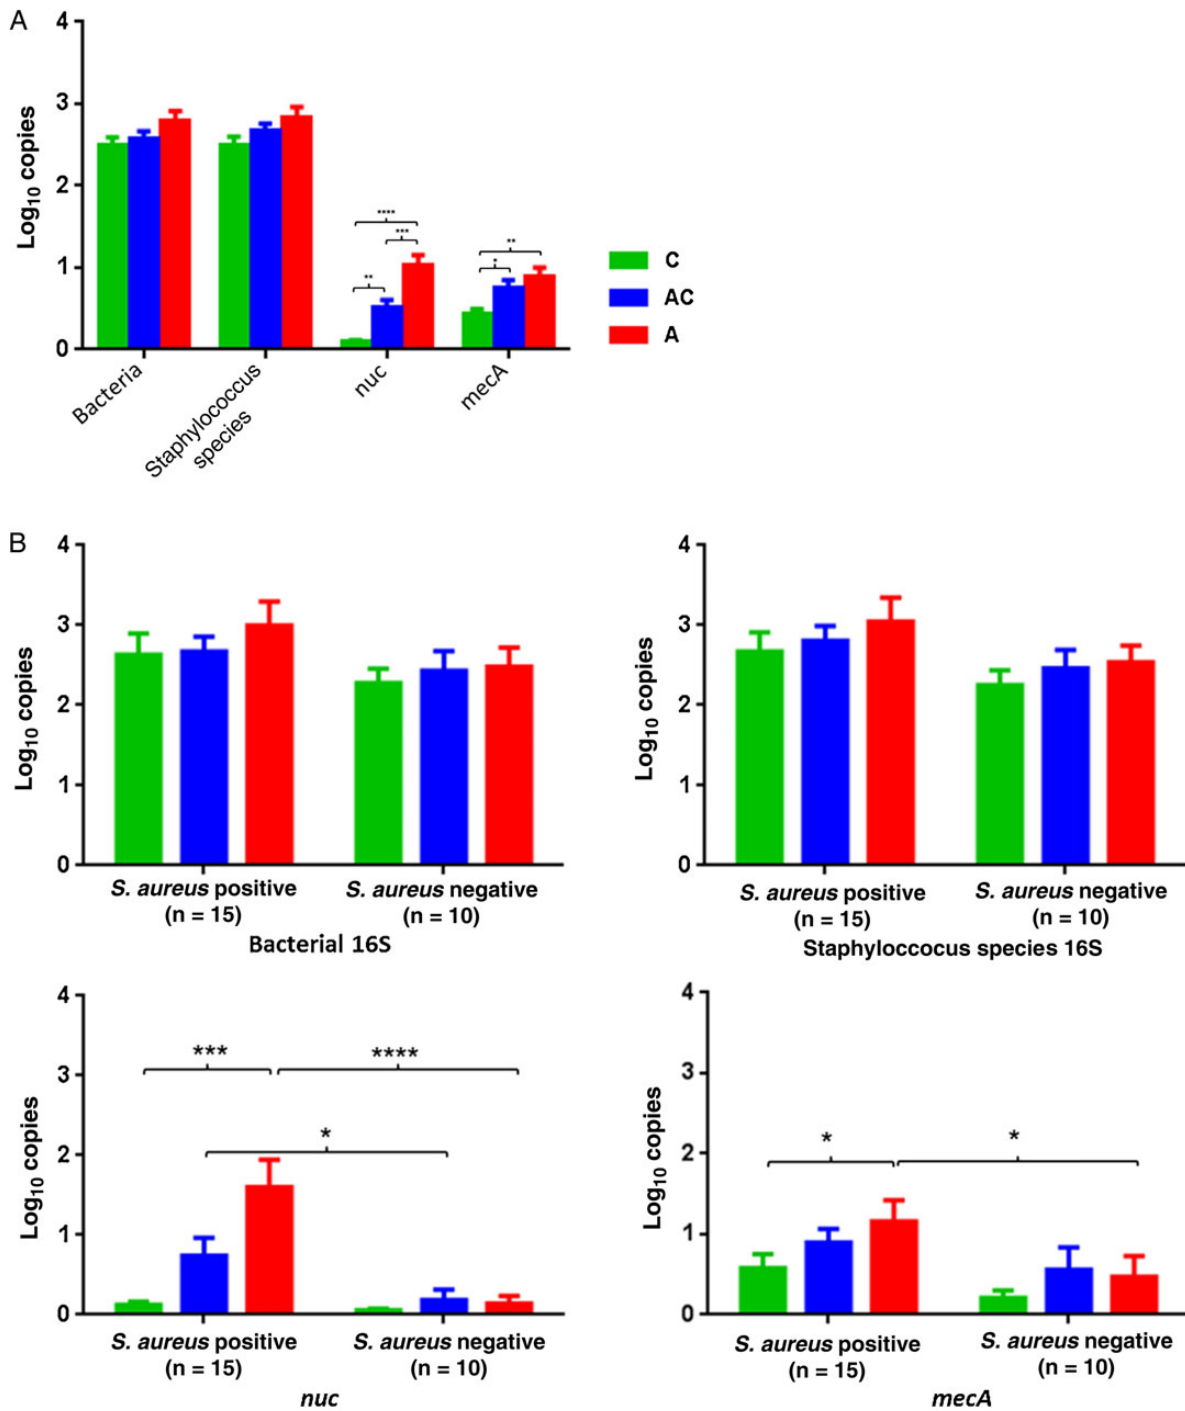 A
4
3
2
1
0
Log10 copies
****
***
**
**
*
Bacteria
Staphylococcus
species
nuc
mecA
C
AC
A
B
4
3
2
1
0
Log10 copies
S. aureus positive
(n = 15)
S. aureus negative
(n = 10)
Bacterial 16S
4
3
2
1
0
Log10 copies
S. aureus positive
(n = 15)
S. aureus negative
(n = 10)
Staphyloccocus species 16S
4
3
2
1
0
Log10 copies
***
****
*
S. aureus positive
(n = 15)
S. aureus negative
(n = 10)
nuc
4
3
2
1
0
Log10 copies
*
*
S. aureus positive
(n = 15)
S. aureus negative
(n = 10)
mecA